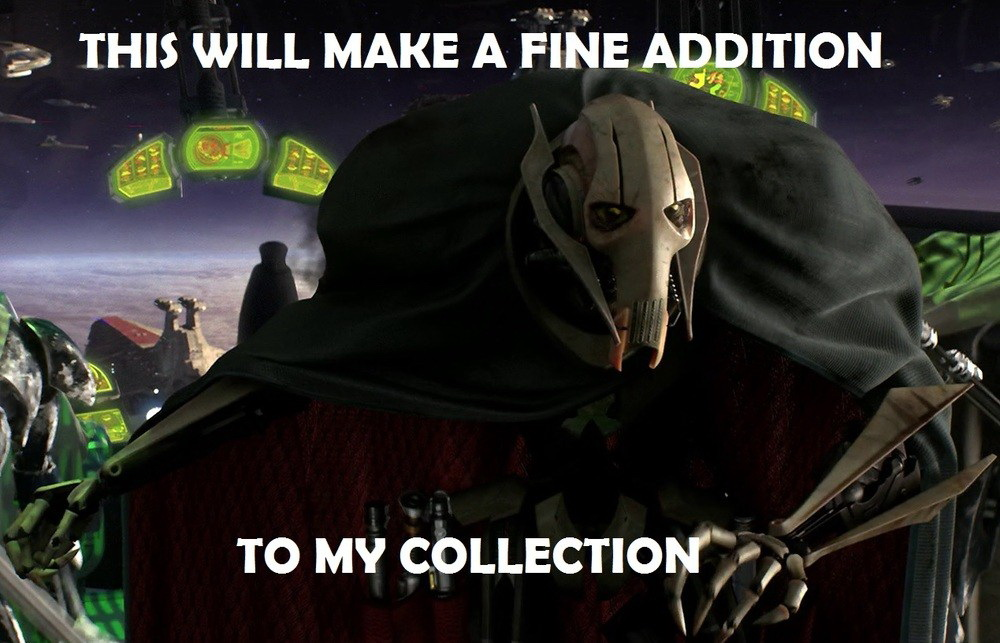 THIS WILL MAKE A FINE ADDITION
TO MY COLLECTION